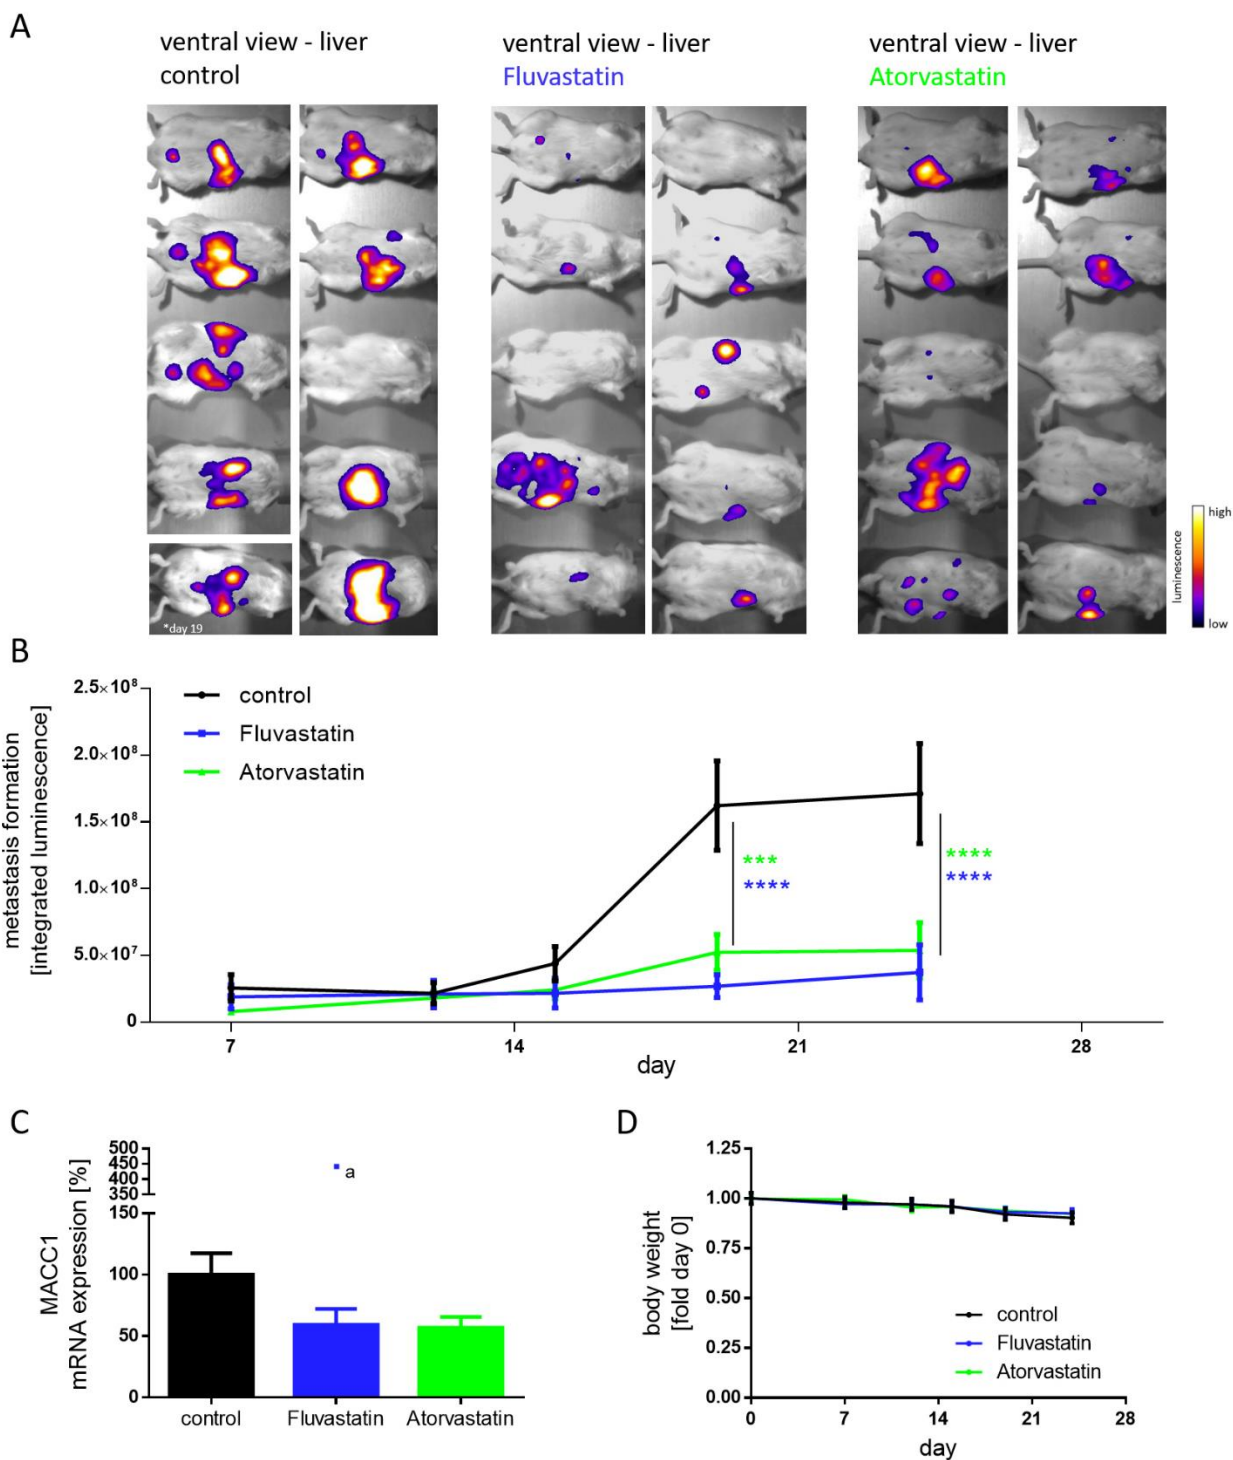 A
ventral view - liver
control
ventral view - liver
Fluvastatin
ventral view - liver
Atorvastatin
*day 19
luminescence
high
low
B
metastasis formation
[integrated luminescence]
2.5×10⁸
2.0×10⁸
1.5×10⁸
1.0×10⁸
5.0×10⁷
0
control
Fluvastatin
Atorvastatin
***
****
****
****
7 14 21 28
day
C
MACC1
mRNA expression [%]
500
450
400
350
150
100
50
0
a
control Fluvastatin Atorvastatin
D
body weight
[fold day 0]
1.25
1.00
0.75
0.50
0.25
0.00
control
Fluvastatin
Atorvastatin
0 7 14 21 28
day